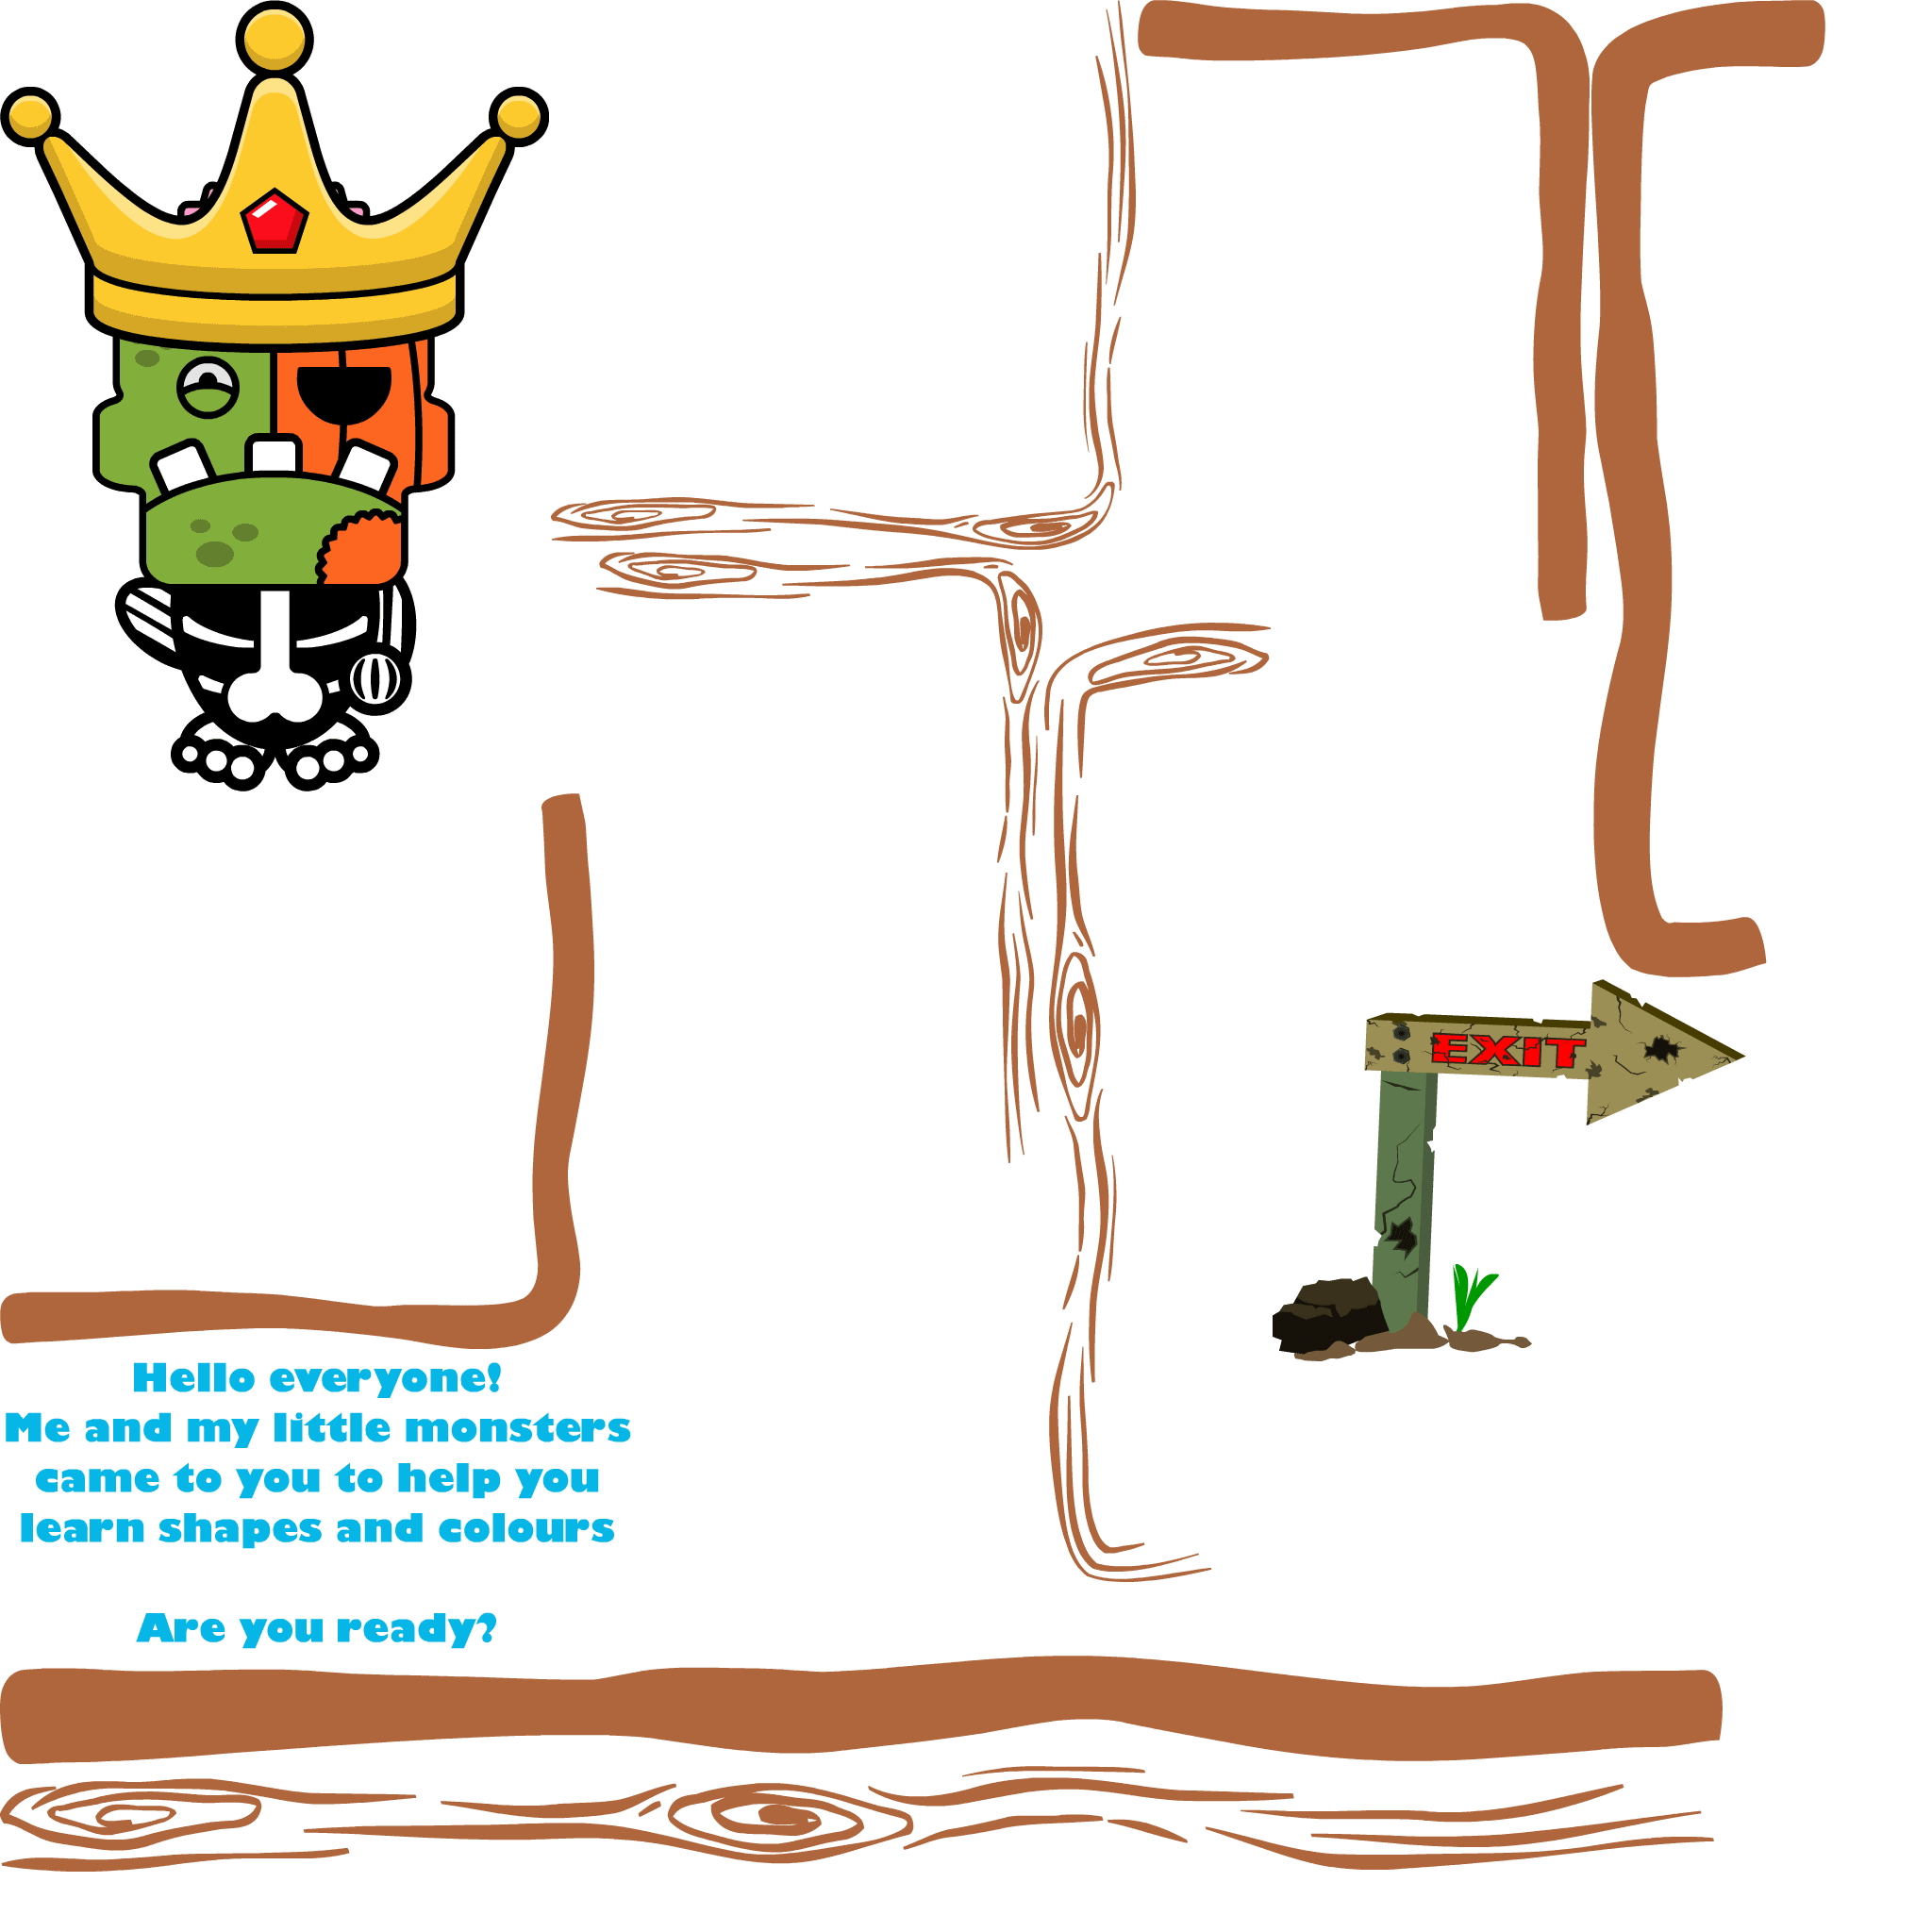 EXIT
Hello everyone!
Me and my little monsters
came to you to help you
learn shapes and colours
Are you ready?